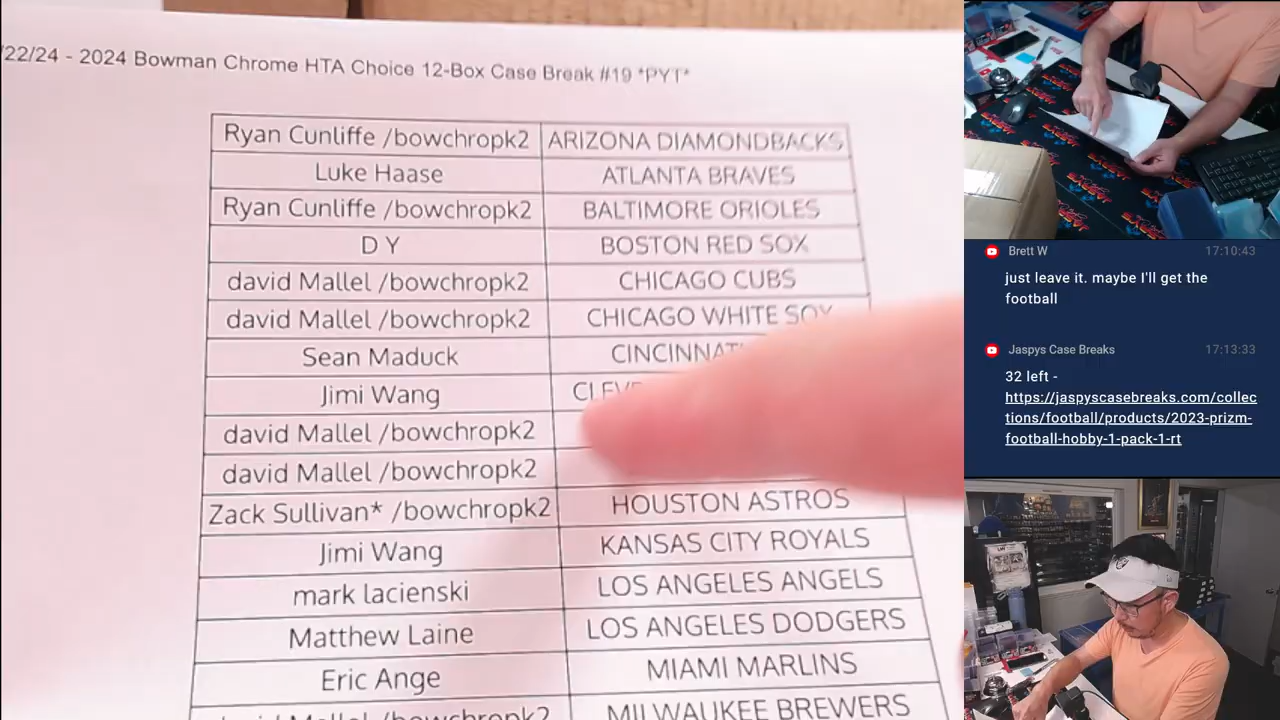 /22/24 - 2024 Bowman Chrome HTA Choice 12-Box Case Break #19 *PYT*
Ryan Cunliffe /bowchropk2 ARIZONA DIAMONDBACKS
Luke Haase ATLANTA BRAVES
Ryan Cunliffe /bowchropk2 BALTIMORE ORIOLES
D Y BOSTON RED SOX
david Mallel /bowchropk2 CHICAGO CUBS
david Mallel /bowchropk2 CHICAGO WHITE SOX
Sean Maduck CINCINNAT
Jimi Wang CLEVE
david Mallel /bowchropk2
david Mallel /bowchropk2
Zack Sullivan* /bowchropk2 HOUSTON ASTROS
Jimi Wang KANSAS CITY ROYALS
mark lacienski LOS ANGELES ANGELS
Matthew Laine LOS ANGELES DODGERS
Eric Ange MIAMI MARLINS
david Mallel /bowchropk2 MILWAUKEE BREWERS
Brett W 17:10:43
just leave it. maybe I'll get the
football
Jaspys Case Breaks 17:13:33
32 left -
https://jaspyscasebreaks.com/collec
tions/football/products/2023-prizm-
football-hobby-1-pack-1-rt